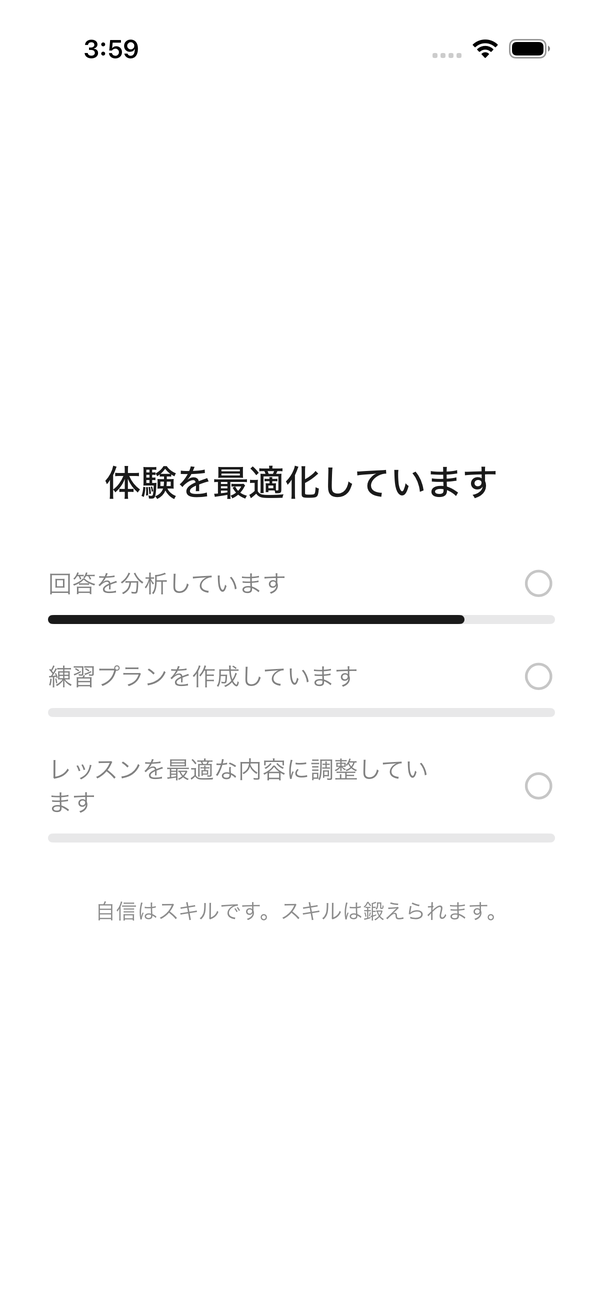 3:59
体験を最適化しています
回答を分析しています
練習プランを作成しています
レッスンを最適な内容に調整してい
ます
自信はスキルです。スキルは鍛えられます。